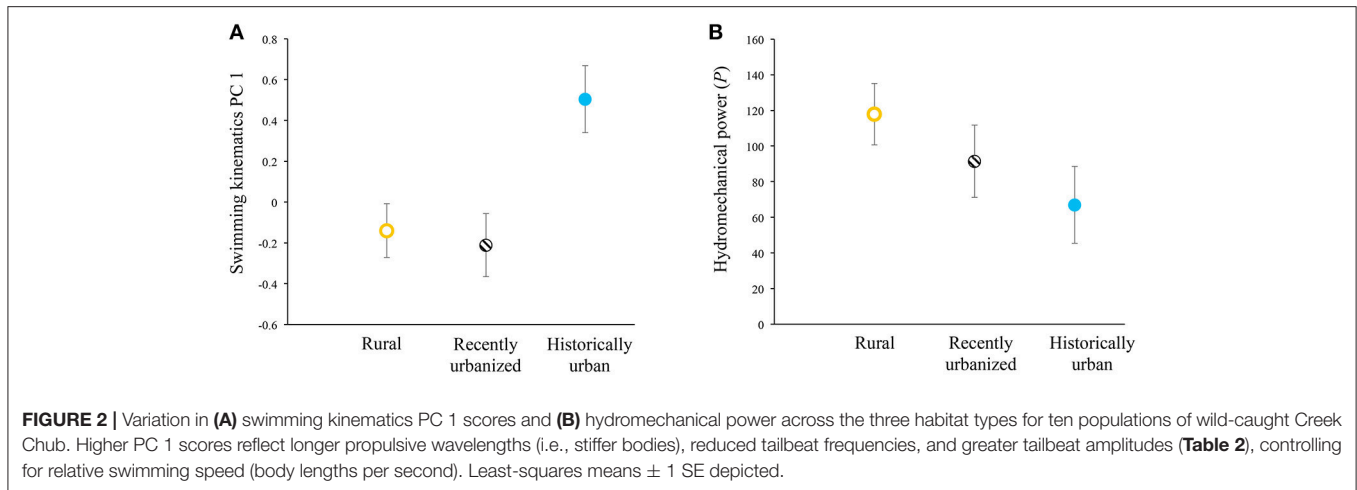 A
Swimming kinematics PC 1
0.8
0.6
0.4
0.2
0
-0.2
-0.4
-0.6
Rural
Recently
urbanized
Historically
urban
B
Hydromechanical power (P)
160
140
120
100
80
60
40
20
0
Rural
Recently
urbanized
Historically
urban
FIGURE 2 | Variation in (A) swimming kinematics PC 1 scores and (B) hydromechanical power across the three habitat types for ten populations of wild-caught Creek
Chub. Higher PC 1 scores reflect longer propulsive wavelengths (i.e., stiffer bodies), reduced tailbeat frequencies, and greater tailbeat amplitudes (Table 2), controlling
for relative swimming speed (body lengths per second). Least-squares means ± 1 SE depicted.